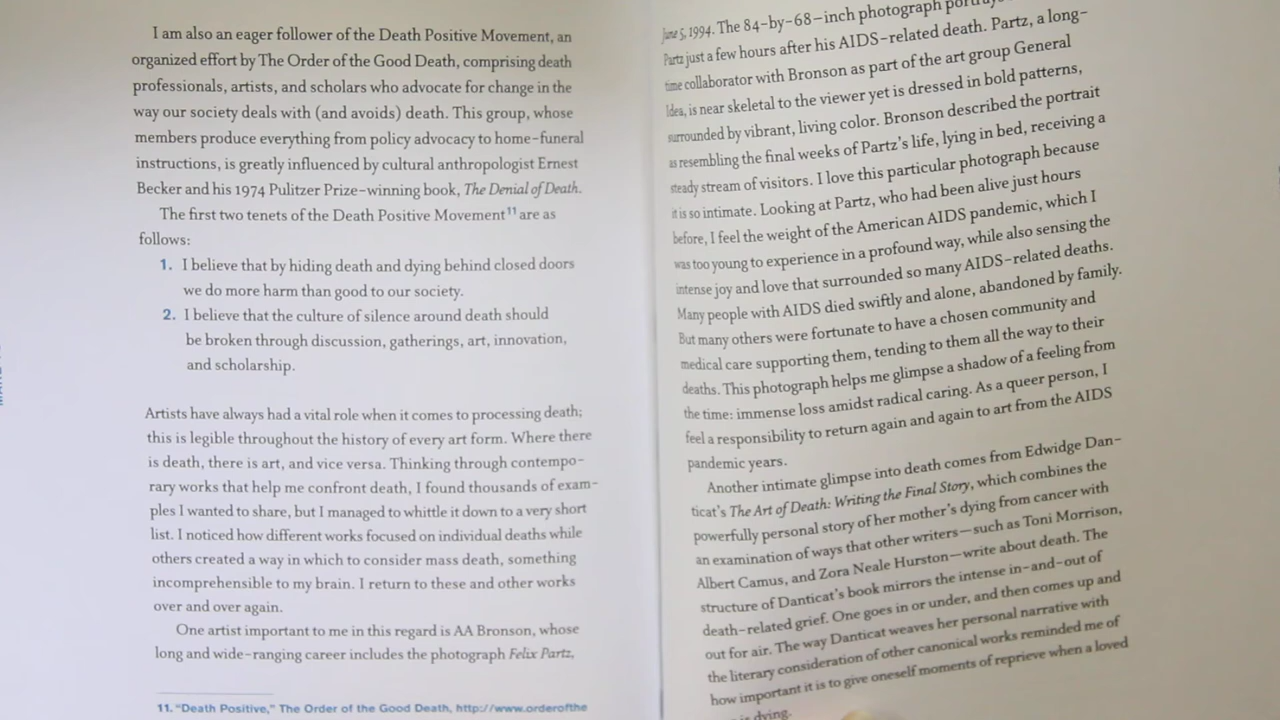 I am also an eager follower of the Death Positive Movement, an
organized effort by The Order of the Good Death, comprising death
professionals, artists, and scholars who advocate for change in the
way our society deals with (and avoids) death. This group, whose
members produce everything from policy advocacy to home-funeral
instructions, is greatly influenced by cultural anthropologist Ernest
Becker and his 1974 Pulitzer Prize-winning book, The Denial of Death.
The first two tenets of the Death Positive Movement11 are as
follows:
1. I believe that by hiding death and dying behind closed doors
we do more harm than good to our society.
2. I believe that the culture of silence around death should
be broken through discussion, gatherings, art, innovation,
and scholarship.
Artists have always had a vital role when it comes to processing death;
this is legible throughout the history of every art form. Where there
is death, there is art, and vice versa. Thinking through contempo-
rary works that help me confront death, I found thousands of exam-
ples I wanted to share, but I managed to whittle it down to a very short
list. I noticed how different works focused on individual deaths while
others created a way in which to consider mass death, something
incomprehensible to my brain. I return to these and other works
over and over again.
One artist important to me in this regard is AA Bronson, whose
long and wide-ranging career includes the photograph Felix Partz,
11. "Death Positive," The Order of the Good Death, http://www.orderofthe
June 5, 1994. The 84-by-68-inch photograph
Partz just a few hours after his AIDS-related death. Partz, a long-
time collaborator with Bronson as part of the art group General
Idea, is near skeletal to the viewer yet is dressed in bold patterns,
surrounded by vibrant, living color. Bronson described the portrait
as resembling the final weeks of Partz's life, lying in bed, receiving a
steady stream of visitors. I love this particular photograph because
it is so intimate. Looking at Partz, who had been alive just hours
before, I feel the weight of the American AIDS pandemic, which I
was too young to experience in a profound way, while also sensing the
intense joy and love that surrounded so many AIDS-related deaths.
Many people with AIDS died swiftly and alone, abandoned by family.
But many others were fortunate to have a chosen community and
medical care supporting them, tending to them all the way to their
deaths. This photograph helps me glimpse a shadow of a feeling from
the time: immense loss amidst radical caring. As a queer person, I
feel a responsibility to return again and again to art from the AIDS
pandemic years.
Another intimate glimpse into death comes from Edwidge Dan-
ticat's The Art of Death: Writing the Final Story, which combines the
powerfully personal story of her mother's dying from cancer with
an examination of ways that other writers—such as Toni Morrison,
Albert Camus, and Zora Neale Hurston—write about death. The
structure of Danticat's book mirrors the intense in-and-out of
death-related grief. One goes in or under, and then comes up and
out for air. The way Danticat weaves her personal narrative with
the literary consideration of other canonical works reminded me of
how important it is to give oneself moments of reprieve when a loved
is dying.